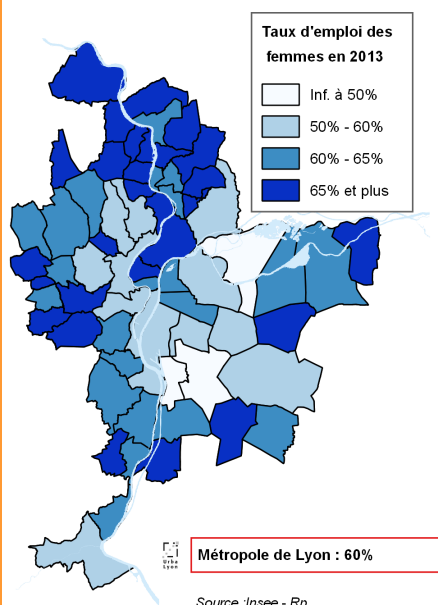 Taux d'emploi des
femmes en 2013
Inf. à 50%
50% - 60%
60% - 65%
65% et plus
Urba
Lyon
Métropole de Lyon : 60%
Source :Insee - Rp